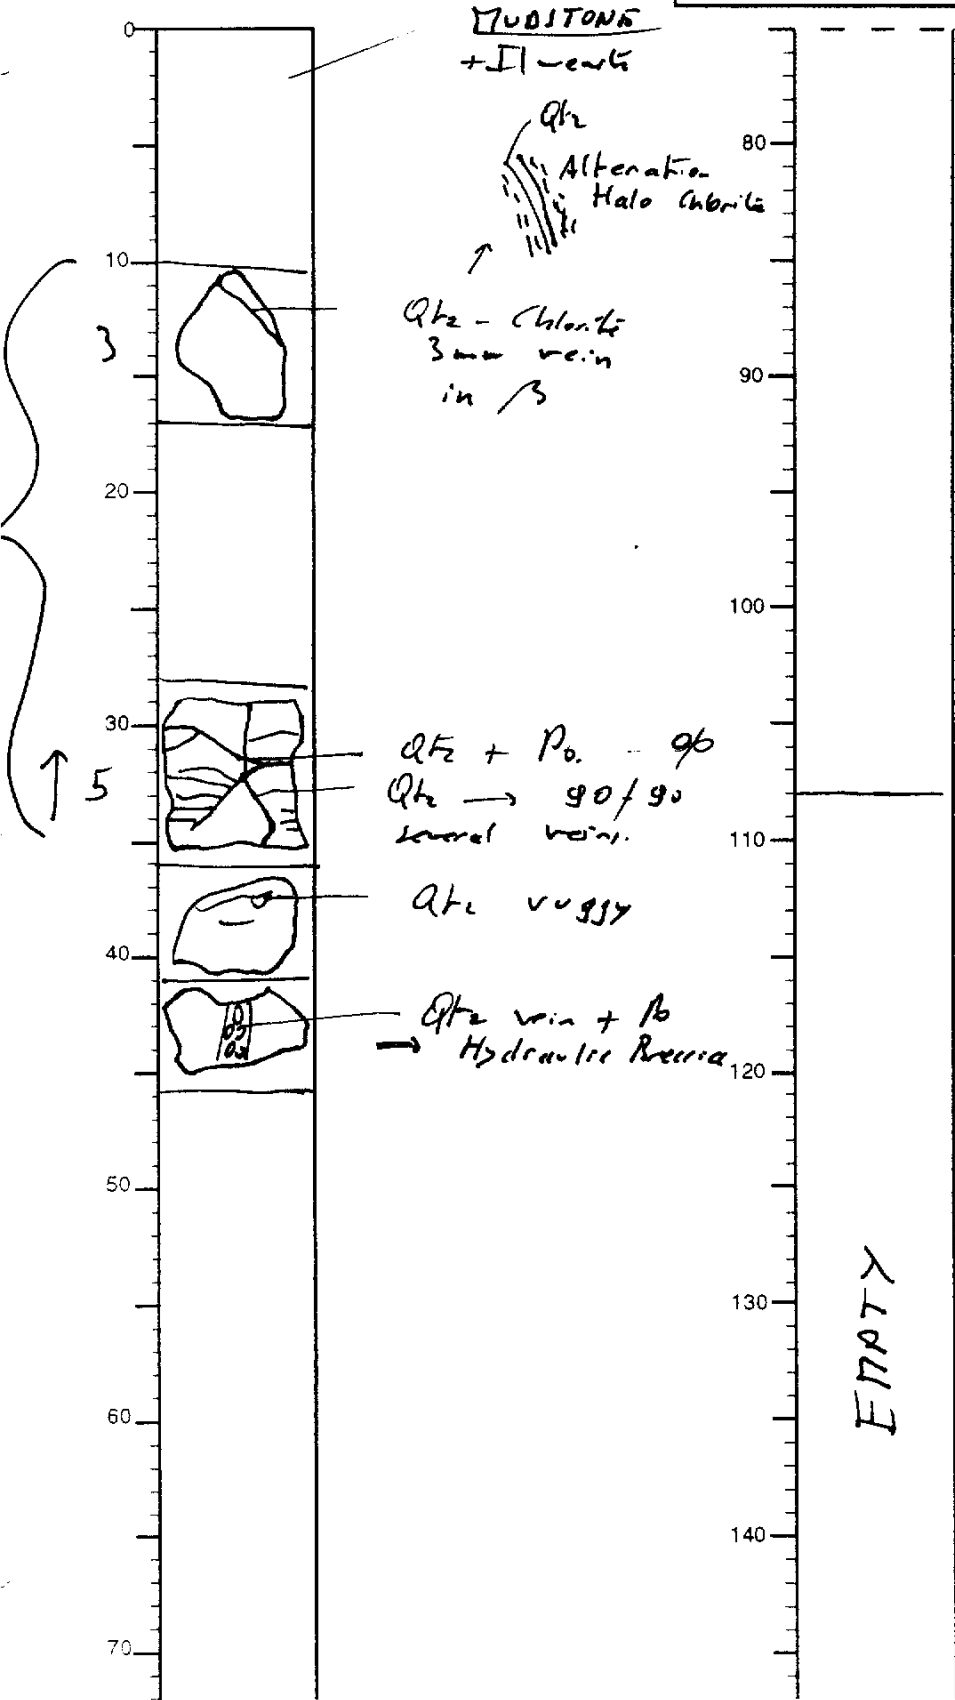 MUDSTONE
Qtz
Alteration
Halo Chlorite
Qtz - Chlorite
3mm vein
in β
Qtz + Po.
Qtz → 90/90
several veins.
Qtz vuggy
Qtz vein + Po
→ Hydraulic Breccia
3
↑ 5
0
10
20
30
40
50
60
70
80
90
100
110
120
130
140
EMPTY